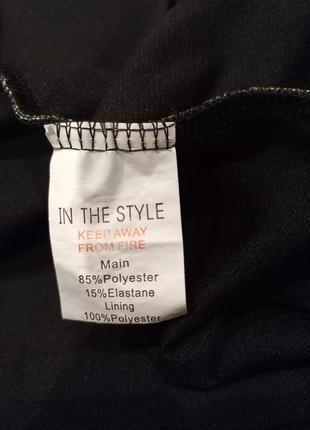 IN THE STYLE
KEEP AWAY
FROM FIRE
Main
85%Polyester
15%Elastane
Lining
100%Polyester